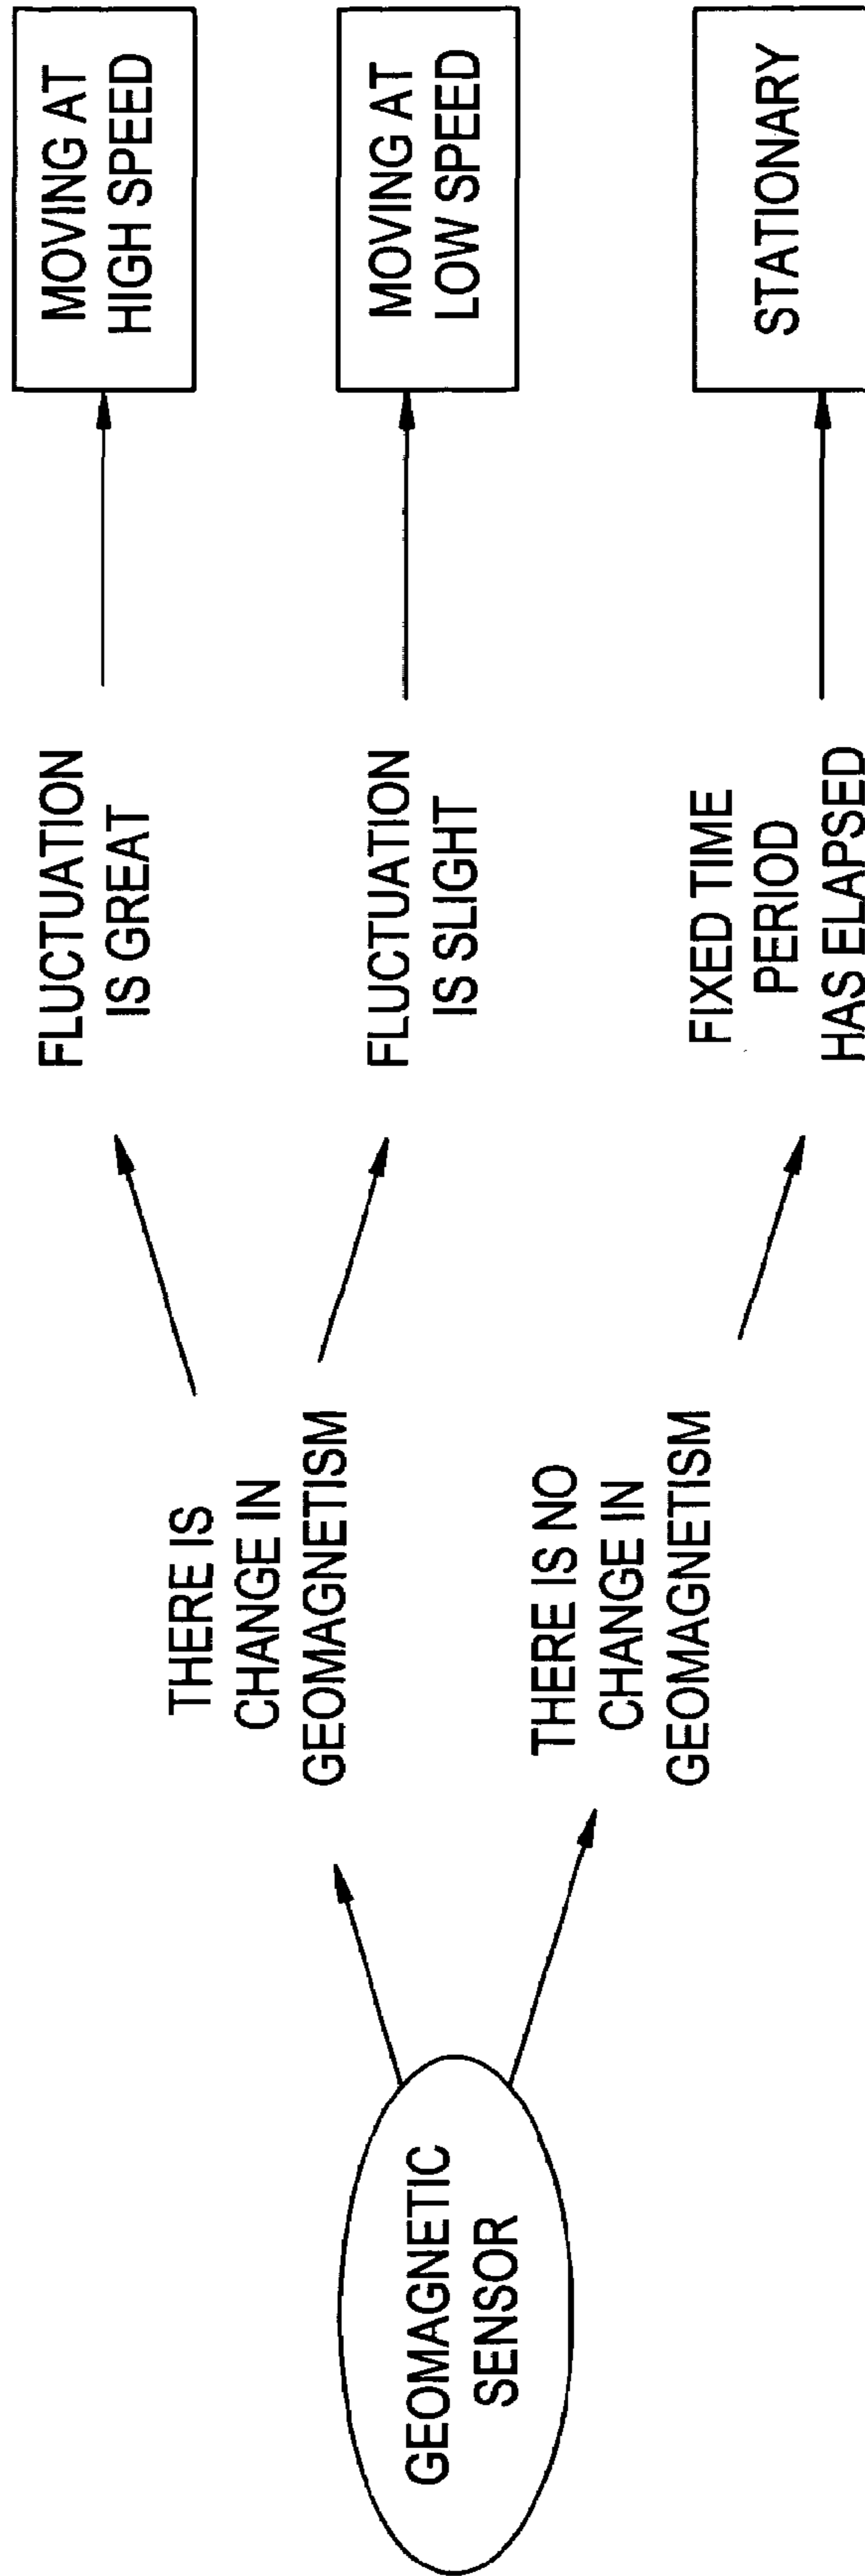 GEOMAGNETIC
SENSOR
THERE IS
CHANGE IN
GEOMAGNETISM
THERE IS NO
CHANGE IN
GEOMAGNETISM
FLUCTUATION
IS GREAT
FLUCTUATION
IS SLIGHT
FIXED TIME
PERIOD
HAS ELAPSED
MOVING AT
HIGH SPEED
MOVING AT
LOW SPEED
STATIONARY